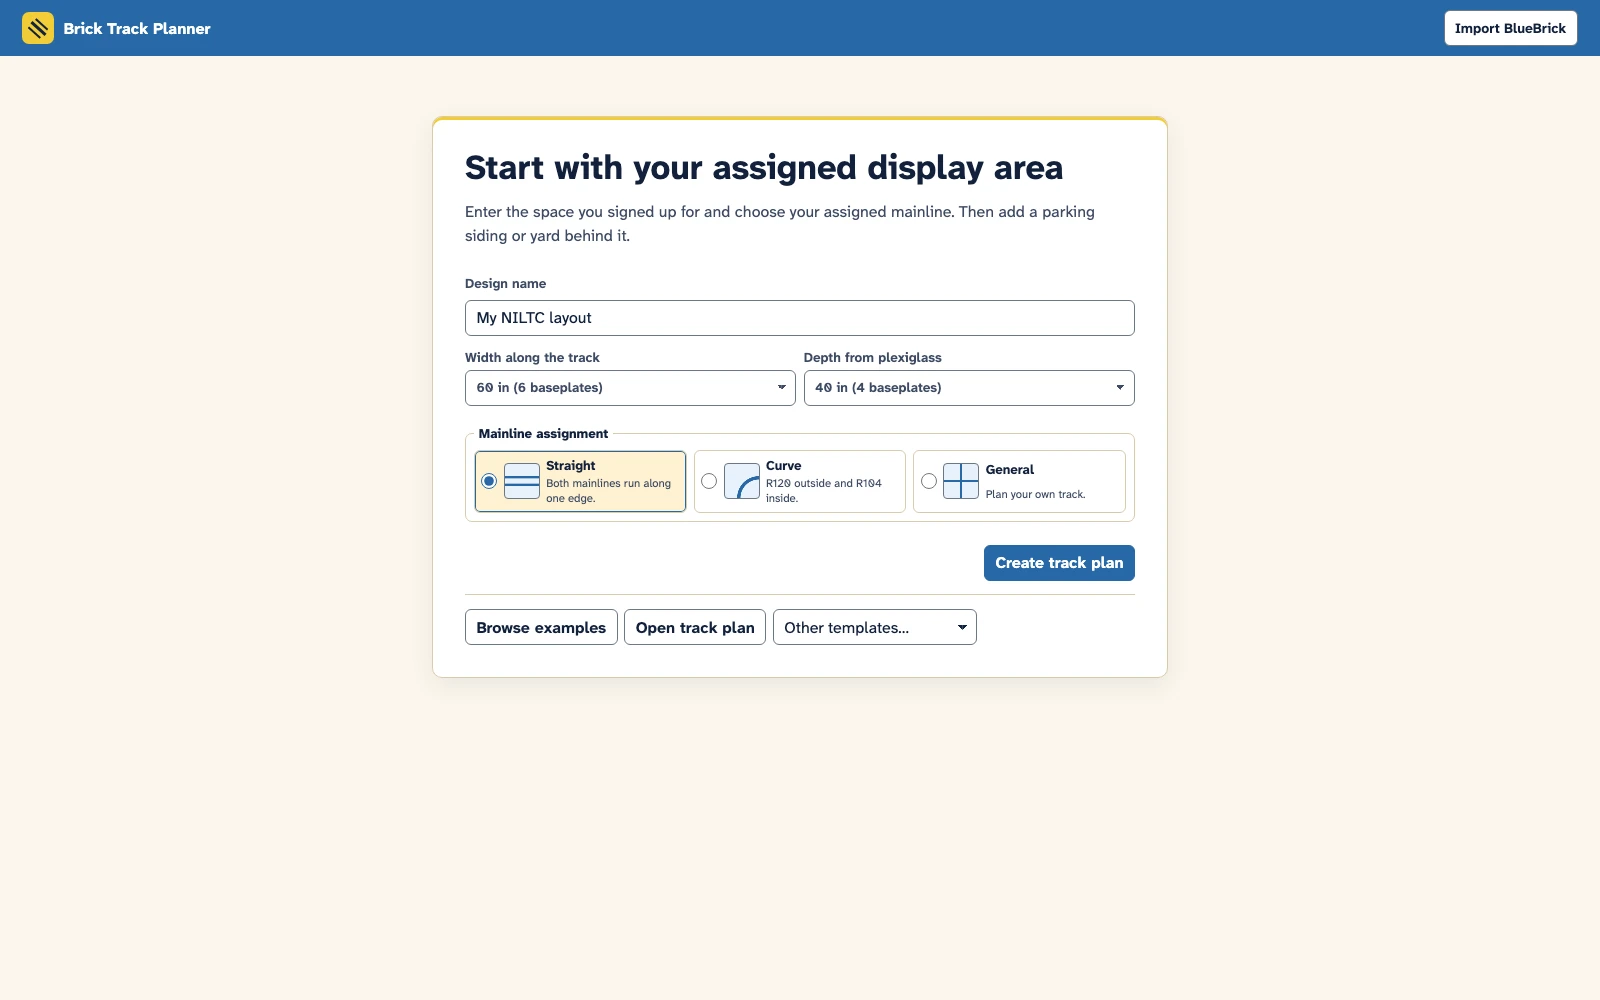 Brick Track Planner
Import BlueBrick
Start with your assigned display area
Enter the space you signed up for and choose your assigned mainline. Then add a parking
siding or yard behind it.
Design name
My NILTC layout
Width along the track
Depth from plexiglass
60 in (6 baseplates)
40 in (4 baseplates)
Mainline assignment
Straight
Both mainlines run along
one edge.
Curve
R120 outside and R104
inside.
General
Plan your own track.
Create track plan
Browse examples
Open track plan
Other templates...